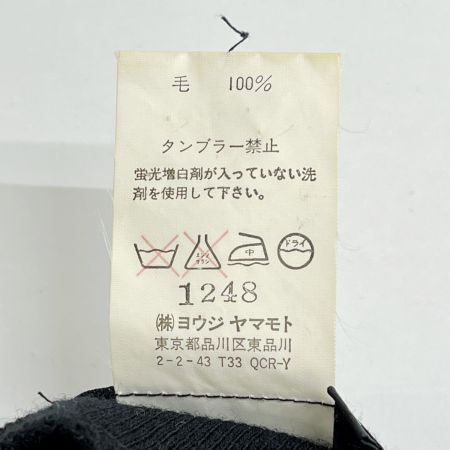 毛 100%
タンブラー禁止
蛍光増白剤が入っていない洗
剤を使用して下さい。
エンソ
サラシ
中
ドライ
1248
㈱ヨウジ ヤマモト
東京都品川区東品川
2-2-43 T33 QCR-Y